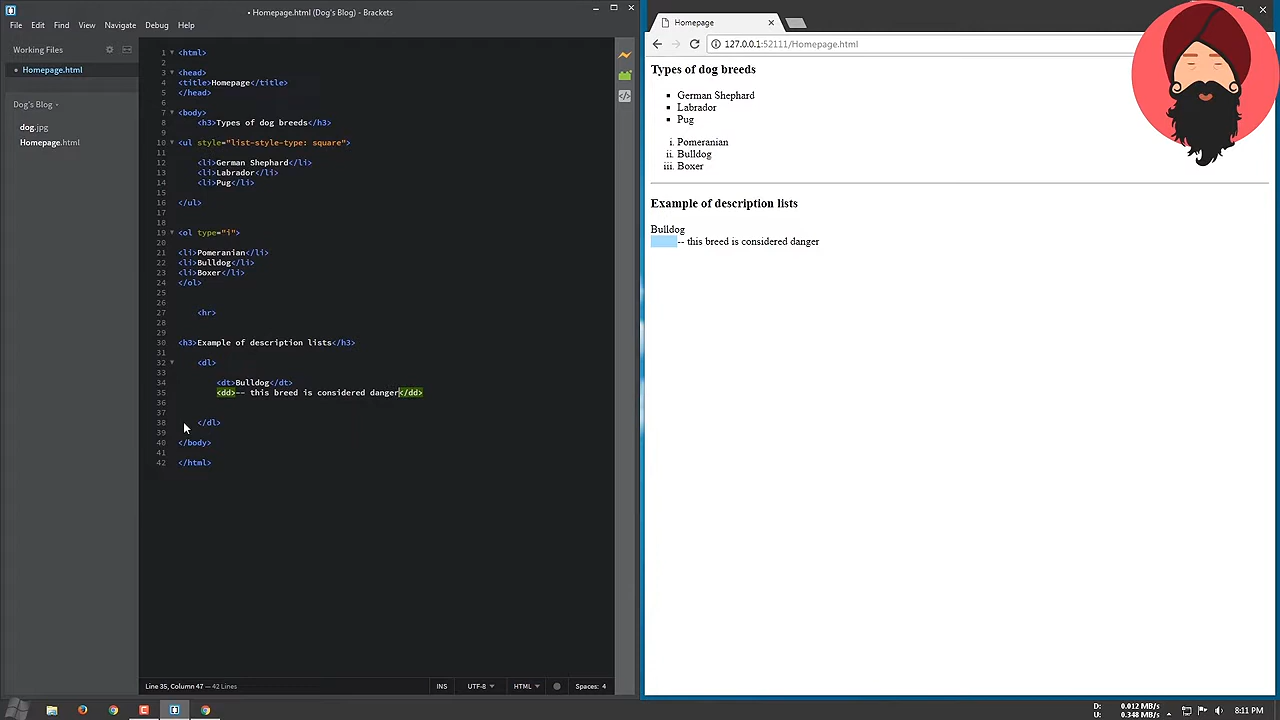 • Homepage.html (Dog's Blog) - Brackets
File Edit Find View Navigate Debug Help
Working Files
Homepage.html
Dog's Blog
dog.jpg
Homepage.html
1 <html>
2
3 <head>
4 <title>Homepage</title>
5 </head>
6
7 <body>
8 <h3>Types of dog breeds</h3>
9
10 <ul style="list-style-type: square">
11
12 <li>German Shephard</li>
13 <li>Labrador</li>
14 <li>Pug</li>
15
16 </ul>
17
18
19 <ol type="i">
20
21 <li>Pomeranian</li>
22 <li>Bulldog</li>
23 <li>Boxer</li>
24 </ol>
25
26
27 <hr>
28
29
30 <h3>Example of description lists</h3>
31
32 <dl>
33
34 <dt>Bulldog</dt>
35 <dd>-- this breed is considered danger</dd>
36
37
38 </dl>
39
40 </body>
41
42 </html>
Line 35, Column 47 — 42 Lines
INS UTF-8 HTML Spaces: 4
Homepage
127.0.0.1:52111/Homepage.html
Types of dog breeds
German Shephard
Labrador
Pug
i. Pomeranian
ii. Bulldog
iii. Boxer
Example of description lists
Bulldog
-- this breed is considered danger
D: 0.012 MB/s
U: 0.348 MB/s
8:11 PM